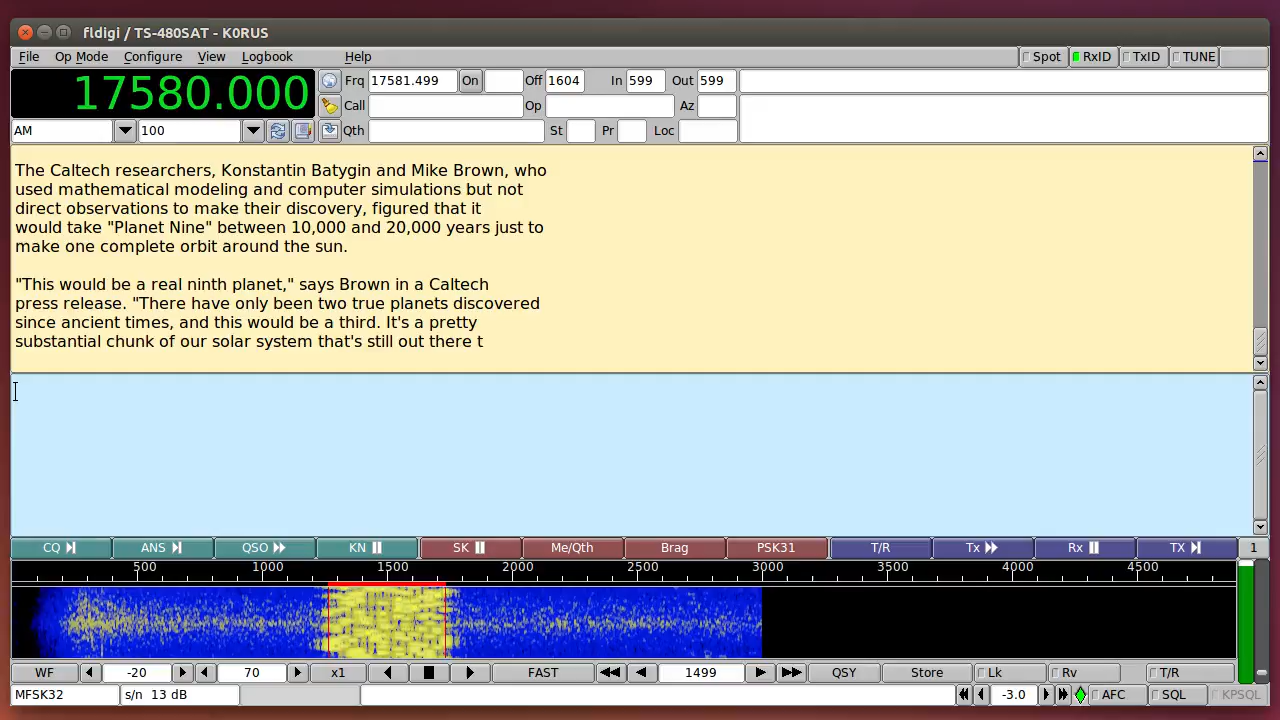 fldigi / TS-480SAT - K0RUS
File Op Mode Configure View Logbook Help Spot RxID TxID TUNE
17580.000 Frq 17581.499 On Off 1604 In 599 Out 599
Call Op Az
AM 100 Qth St Pr Loc
The Caltech researchers, Konstantin Batygin and Mike Brown, who
used mathematical modeling and computer simulations but not
direct observations to make their discovery, figured that it
would take "Planet Nine" between 10,000 and 20,000 years just to
make one complete orbit around the sun.
"This would be a real ninth planet," says Brown in a Caltech
press release. "There have only been two true planets discovered
since ancient times, and this would be a third. It's a pretty
substantial chunk of our solar system that's still out there t
CQ ANS QSO KN SK Me/Qth Brag PSK31 T/R Tx Rx TX 1
500 1000 1500 2000 2500 3000 3500 4000 4500
WF -20 70 x1 FAST 1499 QSY Store Lk Rv T/R
MFSK32 s/n 13 dB -3.0 AFC SQL KPSQL